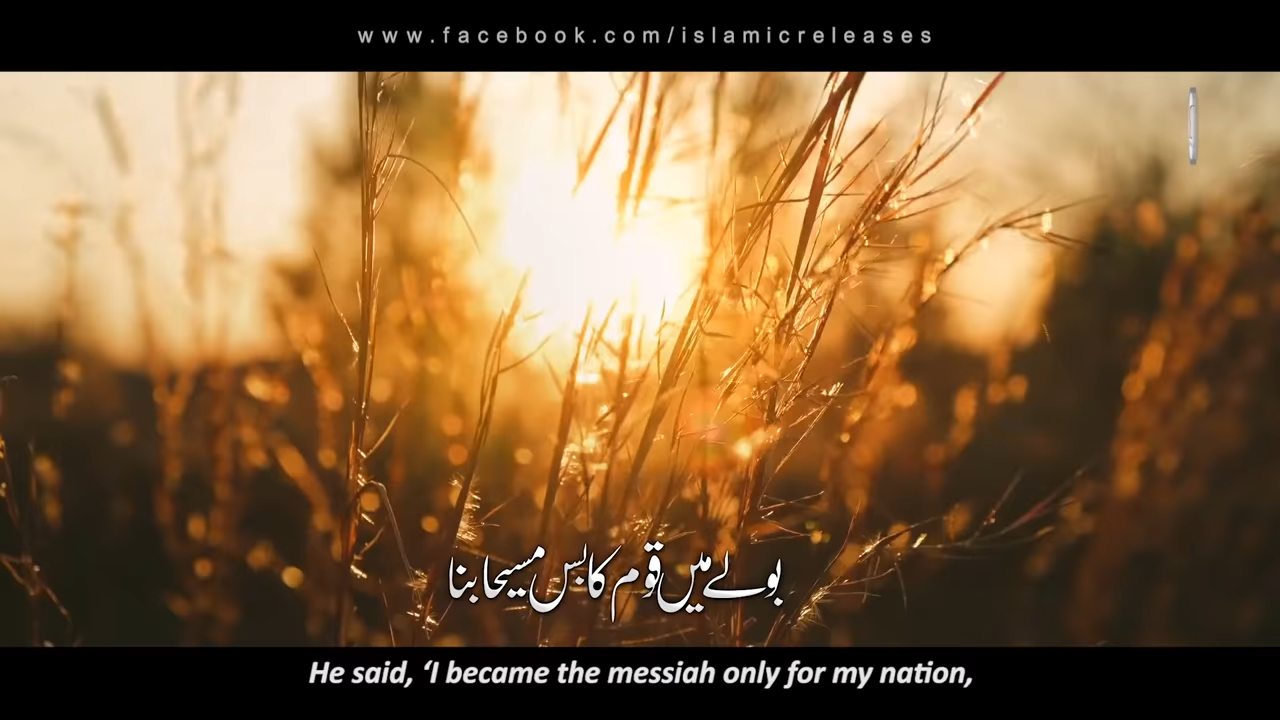 www.facebook.com/islamicreleases
بولے میں قوم کا بس مسیحا بنا
He said, ‘I became the messiah only for my nation,